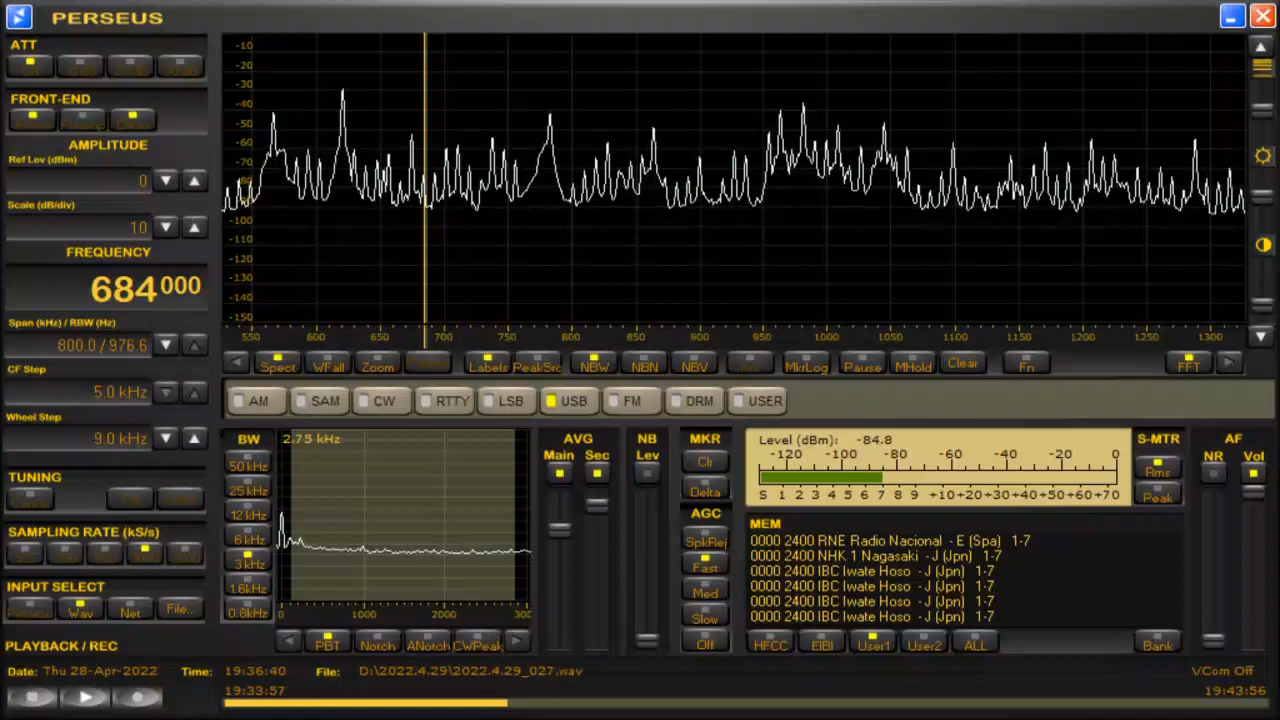 PERSEUS
ATT
FRONT-END
AMPLITUDE
Ref Lev (dBm)
0
Scale (dB/div)
10
FREQUENCY
684000
Span (kHz) / RBW (Hz)
800.0 / 976.6
CF Step
5.0 kHz
Wheel Step
9.0 kHz
TUNING
SAMPLING RATE (kS/s)
INPUT SELECT
Wav Net File..
PLAYBACK / REC
-10
-20
-30
-40
-50
-60
-70
-80
-90
-100
-110
-120
-130
-140
-150
550 600 650 700 750 800 850 900 950 1000 1050 1100 1150 1200 1250 1300
Spect WFall Zoom Labels PeakSrc NBW NBN NBV MkrLog Pause MHold Clear Fn FFT
AM SAM CW RTTY LSB USB FM DRM USER
BW
50 kHz
25 kHz
12 kHz
6 kHz
3 kHz
1.6kHz
0.8kHz
2.75 kHz
0 1000 2000 300
PBT Notch ANotch CWPeak
AVG
Main Sec
NB
Lev
MKR
Clr
Delta
AGC
SpkRej
Fast
Med
Slow
Off
Level (dBm): -84.8
-120 -100 -80 -60 -40 -20 0
S 1 2 3 4 5 6 7 8 9 +10+20+30+40+50+60+70
S-MTR
Rms
Peak
AF
NR Vol
MEM
0000 2400 RNE Radio Nacional - E (Spa) 1-7
0000 2400 NHK 1 Nagasaki - J (Jpn) 1-7
0000 2400 IBC Iwate Hoso - J (Jpn) 1-7
0000 2400 IBC Iwate Hoso - J (Jpn) 1-7
0000 2400 IBC Iwate Hoso - J (Jpn) 1-7
0000 2400 IBC Iwate Hoso - J (Jpn) 1-7
HFCC EIBI User1 User2 ALL Bank
Date: Thu 28-Apr-2022 Time: 19:36:40 File: D:\2022.4.29\2022.4.29_027.wav VCom Off
19:33:57 19:43:56